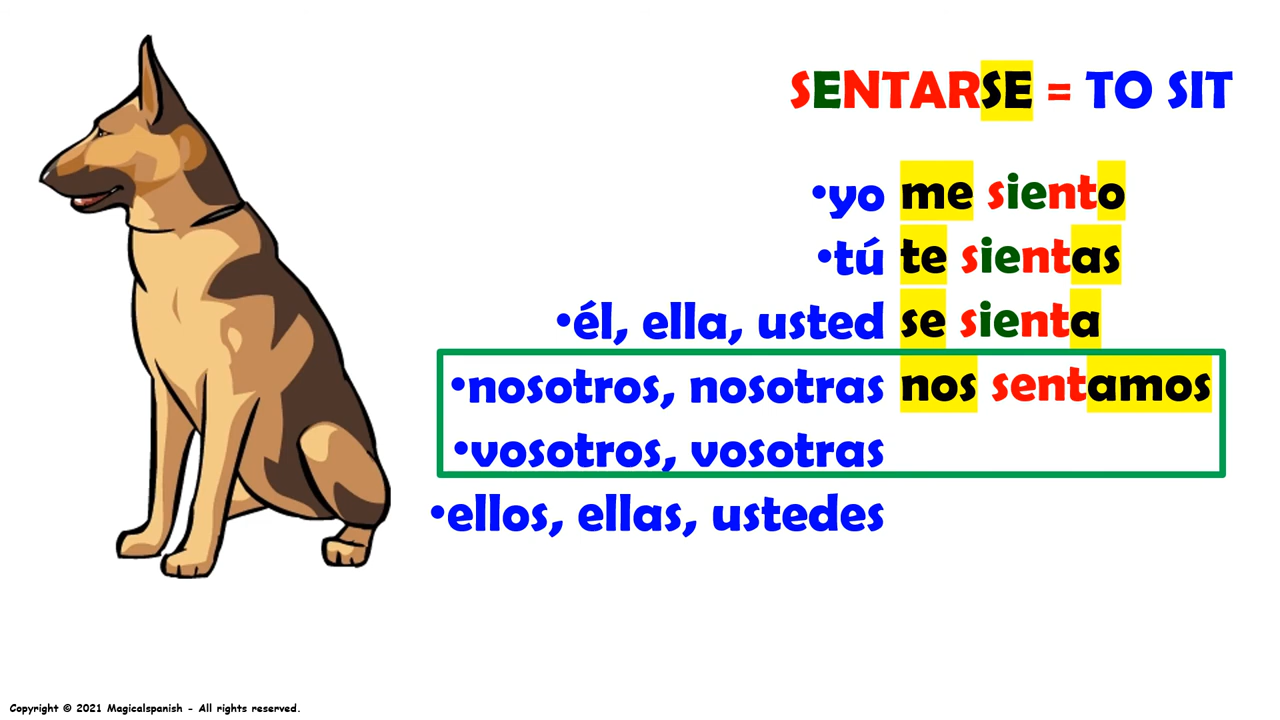 SENTARSE = TO SIT
•yo me siento
•tú te sientas
•él, ella, usted se sienta
•nosotros, nosotras nos sentamos
•vosotros, vosotras
•ellos, ellas, ustedes
Copyright © 2021 Magicalspanish - All rights reserved.